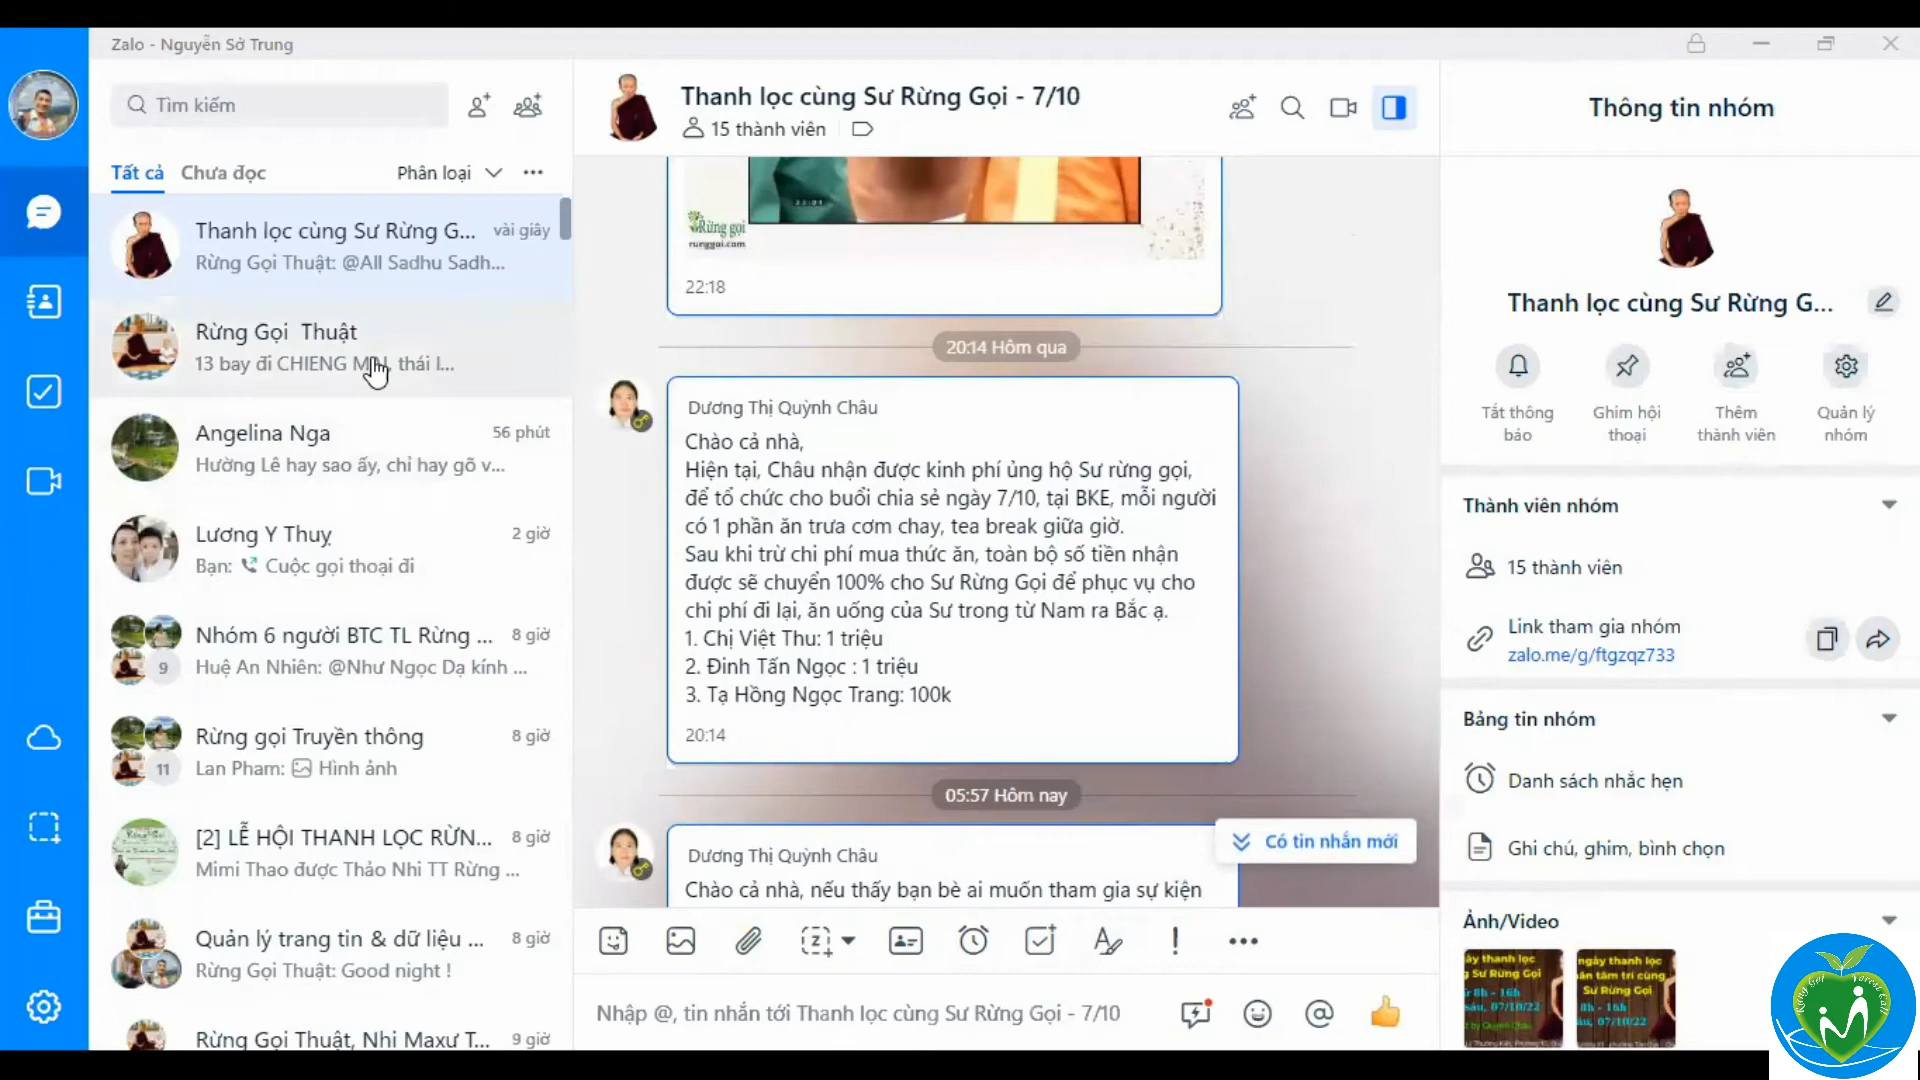 Zalo - Nguyễn Sở Trung
Tìm kiếm
Tất cả
Chưa đọc
Phân loại
Thanh lọc cùng Sư Rừng G...
vài giây
Rừng Gọi Thuật: @All Sadhu Sadh...
Rừng Gọi Thuật
13 bay đi CHIENG MAI, thái l...
Angelina Nga
56 phút
Hường Lê hay sao ấy, chỉ hay gõ v...
Lương Y Thuỵ
2 giờ
Bạn: Cuộc gọi thoại đi
Nhóm 6 người BTC TL Rừng ...
8 giờ
9
Huệ An Nhiên: @Như Ngọc Dạ kính ...
Rừng gọi Truyền thông
8 giờ
11
Lan Pham: Hình ảnh
[2] LỄ HỘI THANH LỌC RỪN...
8 giờ
Mimi Thao được Thảo Nhi TT Rừng ...
Quản lý trang tin & dữ liệu ...
8 giờ
Rừng Gọi Thuật: Good night !
Rừng Gọi Thuật, Nhi Maxư T...
9 giờ
Thanh lọc cùng Sư Rừng Gọi - 7/10
15 thành viên
Rừng gọi
runggoi.com
22:18
20:14 Hôm qua
Dương Thị Quỳnh Châu
Chào cả nhà,
Hiện tại, Châu nhận được kinh phí ủng hộ Sư rừng gọi,
để tổ chức cho buổi chia sẻ ngày 7/10, tại BKE, mỗi người
có 1 phần ăn trưa cơm chay, tea break giữa giờ.
Sau khi trừ chi phí mua thức ăn, toàn bộ số tiền nhận
được sẽ chuyển 100% cho Sư Rừng Gọi để phục vụ cho
chi phí đi lại, ăn uống của Sư trong từ Nam ra Bắc ạ.
1. Chị Việt Thu: 1 triệu
2. Đinh Tấn Ngọc : 1 triệu
3. Tạ Hồng Ngọc Trang: 100k
20:14
05:57 Hôm nay
Dương Thị Quỳnh Châu
Chào cả nhà, nếu thấy bạn bè ai muốn tham gia sự kiện
Có tin nhắn mới
Nhập @, tin nhắn tới Thanh lọc cùng Sư Rừng Gọi - 7/10
Thông tin nhóm
Thanh lọc cùng Sư Rừng G...
Tắt thông báo
Ghim hội thoại
Thêm thành viên
Quản lý nhóm
Thành viên nhóm
15 thành viên
Link tham gia nhóm
zalo.me/g/ftgzqz733
Bảng tin nhóm
Danh sách nhắc hẹn
Ghi chú, ghim, bình chọn
Ảnh/Video